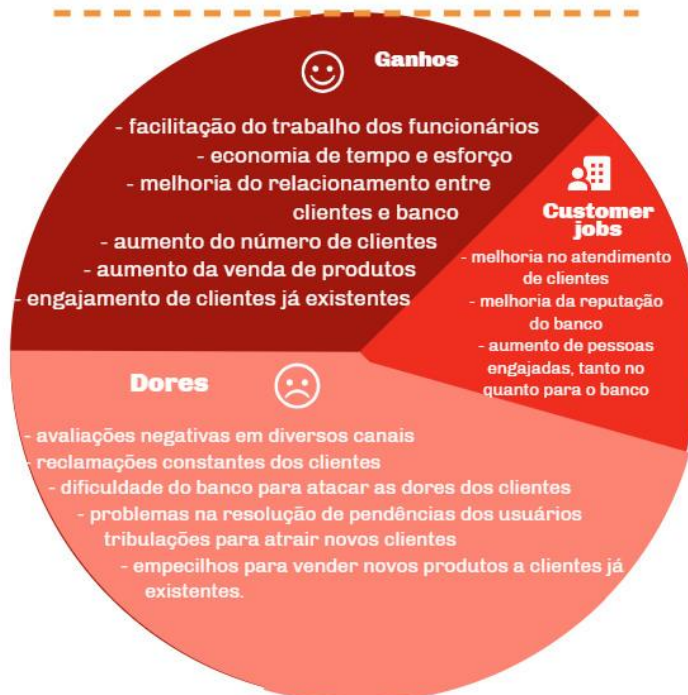 Ganhos
- facilitação do trabalho dos funcionários
- economia de tempo e esforço
- melhoria do relacionamento entre
clientes e banco
- aumento do número de clientes
- aumento da venda de produtos
- engajamento de clientes já existentes
Customer
jobs
- melhoria no atendimento
de clientes
- melhoria da reputação
do banco
- aumento de pessoas
engajadas, tanto no
quanto para o banco
Dores
- avaliações negativas em diversos canais
- reclamações constantes dos clientes
- dificuldade do banco para atacar as dores dos clientes
- problemas na resolução de pendências dos usuários
tribulações para atrair novos clientes
- empecilhos para vender novos produtos a clientes já
existentes.